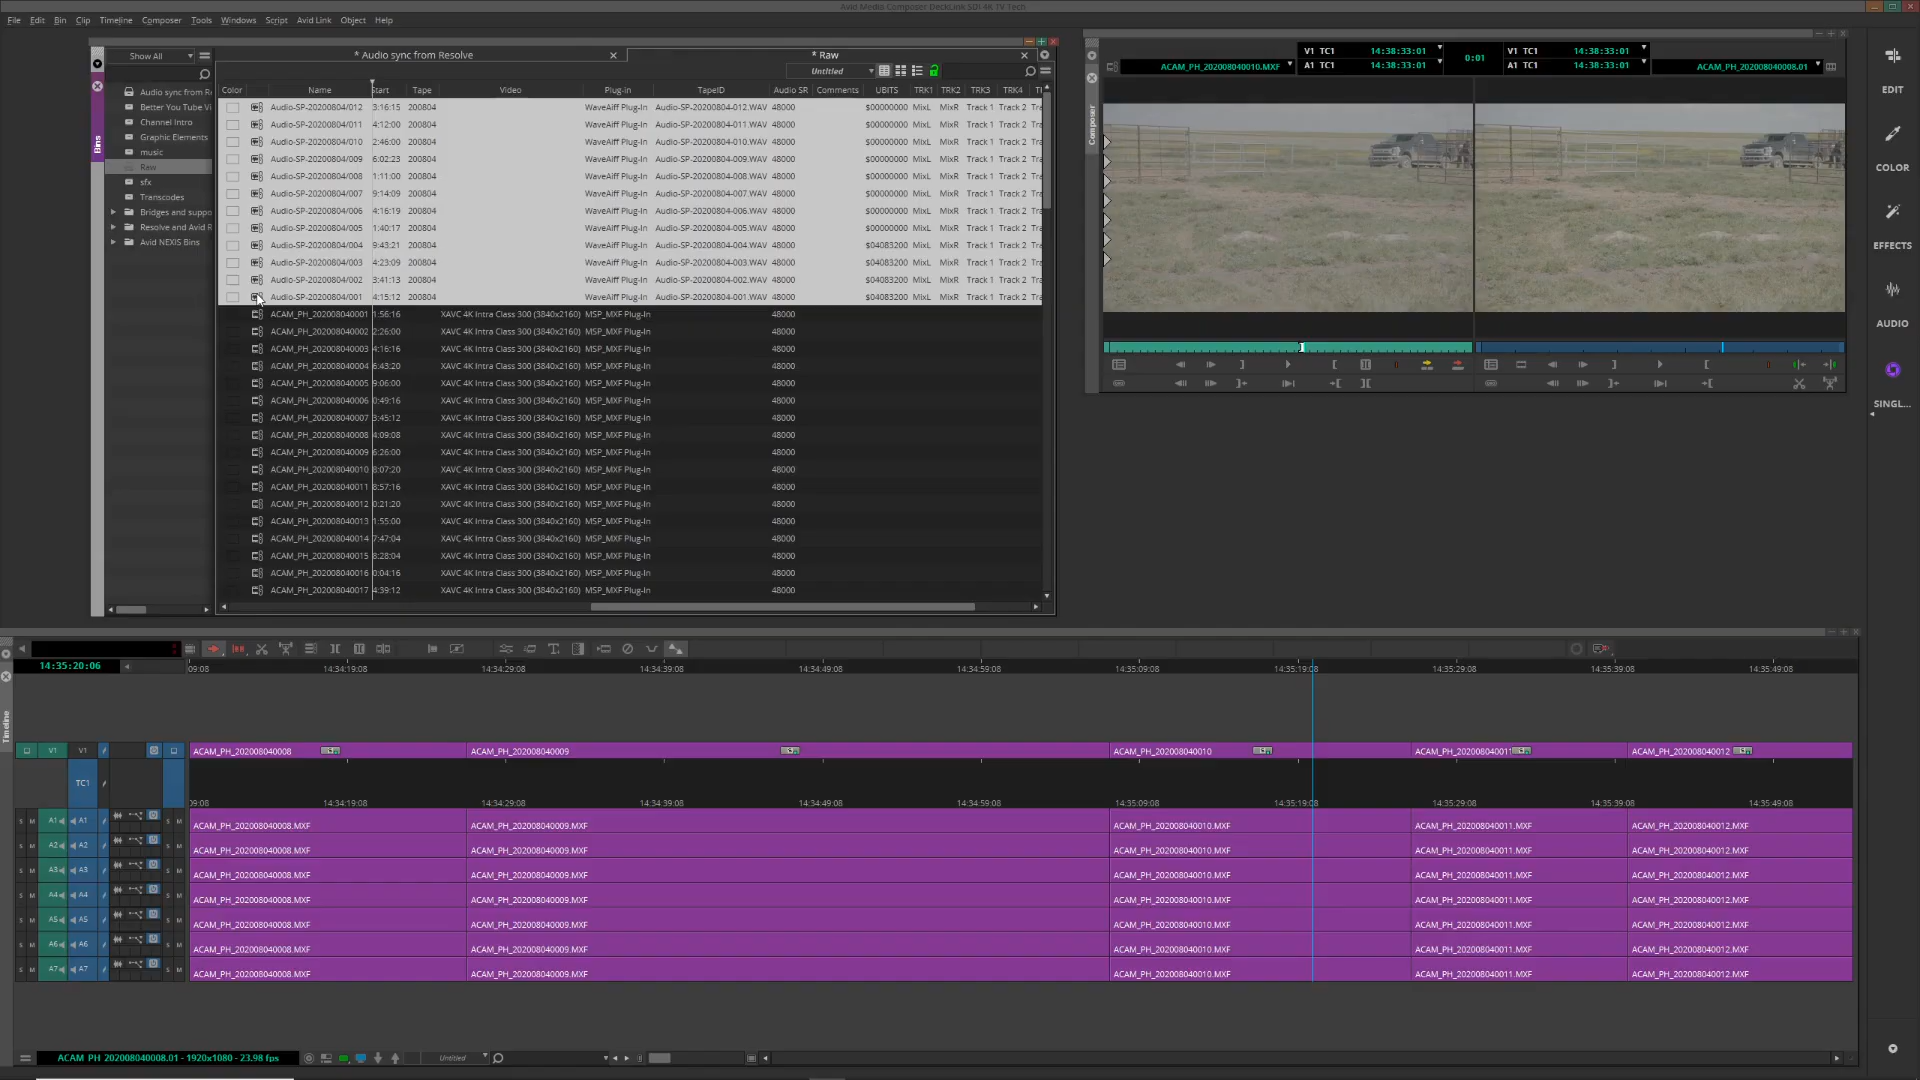 Avid Media Composer DeckLink SDI 4K TV Tech
File Edit Bin Clip Timeline Composer Tools Windows Script Avid Link Object Help
Show All
* Audio sync from Resolve
* Raw
Untitled
Bins
Audio sync from Re
Better You Tube Vi
Channel Intro
Graphic Elements
music
Raw
sfx
Transcodes
Bridges and suppo
Resolve and Avid R
Avid NEXIS Bins
Color Name Start Tape Video Plug-in TapeID Audio SR Comments UBITS TRK1 TRK2 TRK3 TRK4
Audio-SP-20200804/012 3:16:15 200804 WaveAiff Plug-In Audio-SP-20200804-012.WAV 48000 $00000000 MixL MixR Track 1 Track 2 Tra
Audio-SP-20200804/011 4:12:00 200804 WaveAiff Plug-In Audio-SP-20200804-011.WAV 48000 $00000000 MixL MixR Track 1 Track 2 Tra
Audio-SP-20200804/010 2:46:00 200804 WaveAiff Plug-In Audio-SP-20200804-010.WAV 48000 $00000000 MixL MixR Track 1 Track 2 Tra
Audio-SP-20200804/009 6:02:23 200804 WaveAiff Plug-In Audio-SP-20200804-009.WAV 48000 $00000000 MixL MixR Track 1 Track 2 Tra
Audio-SP-20200804/008 1:11:00 200804 WaveAiff Plug-In Audio-SP-20200804-008.WAV 48000 $00000000 MixL MixR Track 1 Track 2 Tra
Audio-SP-20200804/007 9:14:09 200804 WaveAiff Plug-In Audio-SP-20200804-007.WAV 48000 $00000000 MixL MixR Track 1 Track 2 Tra
Audio-SP-20200804/006 4:16:19 200804 WaveAiff Plug-In Audio-SP-20200804-006.WAV 48000 $00000000 MixL MixR Track 1 Track 2 Tra
Audio-SP-20200804/005 1:40:17 200804 WaveAiff Plug-In Audio-SP-20200804-005.WAV 48000 $00000000 MixL MixR Track 1 Track 2 Tra
Audio-SP-20200804/004 9:43:21 200804 WaveAiff Plug-In Audio-SP-20200804-004.WAV 48000 $04083200 MixL MixR Track 1 Track 2 Tra
Audio-SP-20200804/003 4:23:09 200804 WaveAiff Plug-In Audio-SP-20200804-003.WAV 48000 $04083200 MixL MixR Track 1 Track 2 Tra
Audio-SP-20200804/002 3:41:13 200804 WaveAiff Plug-In Audio-SP-20200804-002.WAV 48000 $04083200 MixL MixR Track 1 Track 2 Tra
Audio-SP-20200804/001 4:15:12 200804 WaveAiff Plug-In Audio-SP-20200804-001.WAV 48000 $04083200 MixL MixR Track 1 Track 2 Tra
ACAM_PH_202008040001 1:56:16 XAVC 4K Intra Class 300 (3840x2160) MSP_MXF Plug-In 48000
ACAM_PH_202008040002 2:26:00 XAVC 4K Intra Class 300 (3840x2160) MSP_MXF Plug-In 48000
ACAM_PH_202008040003 4:16:16 XAVC 4K Intra Class 300 (3840x2160) MSP_MXF Plug-In 48000
ACAM_PH_202008040004 6:43:20 XAVC 4K Intra Class 300 (3840x2160) MSP_MXF Plug-In 48000
ACAM_PH_202008040005 9:06:00 XAVC 4K Intra Class 300 (3840x2160) MSP_MXF Plug-In 48000
ACAM_PH_202008040006 0:49:16 XAVC 4K Intra Class 300 (3840x2160) MSP_MXF Plug-In 48000
ACAM_PH_202008040007 3:45:12 XAVC 4K Intra Class 300 (3840x2160) MSP_MXF Plug-In 48000
ACAM_PH_202008040008 4:09:08 XAVC 4K Intra Class 300 (3840x2160) MSP_MXF Plug-In 48000
ACAM_PH_202008040009 6:26:00 XAVC 4K Intra Class 300 (3840x2160) MSP_MXF Plug-In 48000
ACAM_PH_202008040010 8:07:20 XAVC 4K Intra Class 300 (3840x2160) MSP_MXF Plug-In 48000
ACAM_PH_202008040011 8:57:16 XAVC 4K Intra Class 300 (3840x2160) MSP_MXF Plug-In 48000
ACAM_PH_202008040012 0:21:20 XAVC 4K Intra Class 300 (3840x2160) MSP_MXF Plug-In 48000
ACAM_PH_202008040013 1:55:00 XAVC 4K Intra Class 300 (3840x2160) MSP_MXF Plug-In 48000
ACAM_PH_202008040014 7:47:04 XAVC 4K Intra Class 300 (3840x2160) MSP_MXF Plug-In 48000
ACAM_PH_202008040015 8:28:04 XAVC 4K Intra Class 300 (3840x2160) MSP_MXF Plug-In 48000
ACAM_PH_202008040016 0:04:16 XAVC 4K Intra Class 300 (3840x2160) MSP_MXF Plug-In 48000
ACAM_PH_202008040017 4:39:12 XAVC 4K Intra Class 300 (3840x2160) MSP_MXF Plug-In 48000
Composer
ACAM_PH_202008040010.MXF
V1 TC1 14:38:33:01
A1 TC1 14:38:33:01
0:01
V1 TC1 14:38:33:01
A1 TC1 14:38:33:01
ACAM_PH_202008040008.01
EDIT
COLOR
EFFECTS
AUDIO
SINGL...
Timeline
14:35:20:06
09:08 14:34:19:08 14:34:29:08 14:34:39:08 14:34:49:08 14:34:59:08 14:35:09:08 14:35:19:08 14:35:29:08 14:35:39:08 14:35:49:08
V1 V1 ACAM_PH_202008040008 ACAM_PH_202008040009 ACAM_PH_202008040010 ACAM_PH_202008040011 ACAM_PH_202008040012
TC1
09:08 14:34:19:08 14:34:29:08 14:34:39:08 14:34:49:08 14:34:59:08 14:35:09:08 14:35:19:08 14:35:29:08 14:35:39:08 14:35:49:08
S M A1 A1 ACAM_PH_202008040008.MXF ACAM_PH_202008040009.MXF ACAM_PH_202008040010.MXF ACAM_PH_202008040011.MXF ACAM_PH_202008040012.MXF
S M A2 A2 ACAM_PH_202008040008.MXF ACAM_PH_202008040009.MXF ACAM_PH_202008040010.MXF ACAM_PH_202008040011.MXF ACAM_PH_202008040012.MXF
S M A3 A3 ACAM_PH_202008040008.MXF ACAM_PH_202008040009.MXF ACAM_PH_202008040010.MXF ACAM_PH_202008040011.MXF ACAM_PH_202008040012.MXF
S M A4 A4 ACAM_PH_202008040008.MXF ACAM_PH_202008040009.MXF ACAM_PH_202008040010.MXF ACAM_PH_202008040011.MXF ACAM_PH_202008040012.MXF
S M A5 A5 ACAM_PH_202008040008.MXF ACAM_PH_202008040009.MXF ACAM_PH_202008040010.MXF ACAM_PH_202008040011.MXF ACAM_PH_202008040012.MXF
S M A6 A6 ACAM_PH_202008040008.MXF ACAM_PH_202008040009.MXF ACAM_PH_202008040010.MXF ACAM_PH_202008040011.MXF ACAM_PH_202008040012.MXF
S M A7 A7 ACAM_PH_202008040008.MXF ACAM_PH_202008040009.MXF ACAM_PH_202008040010.MXF ACAM_PH_202008040011.MXF ACAM_PH_202008040012.MXF
ACAM_PH_202008040008.01 - 1920x1080 - 23.98 fps
Untitled